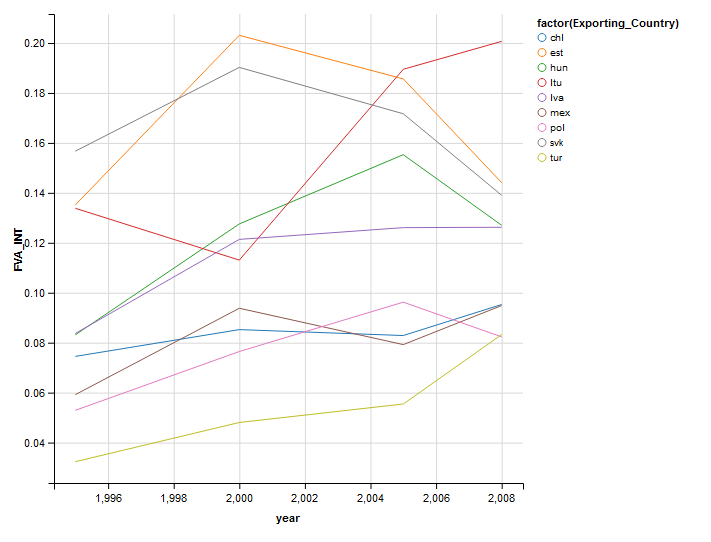 factor(Exporting_Country)
chl
est
hun
ltu
lva
mex
pol
svk
tur
0.20
0.18
0.16
0.14
0.12
0.10
0.08
0.06
0.04
FVA_INT
1,996 1,998 2,000 2,002 2,004 2,006 2,008
year